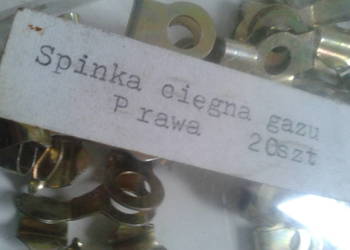 Spinka cięgna gazu
Prawa 20szt